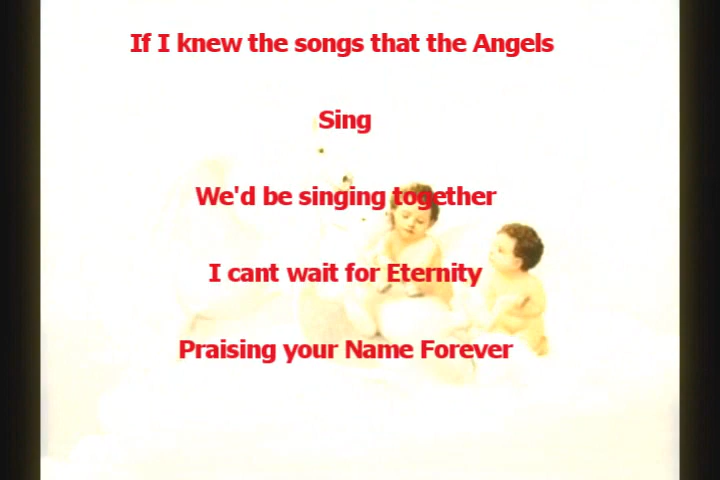 If I knew the songs that the Angels
Sing
We'd be singing together
I cant wait for Eternity
Praising your Name Forever